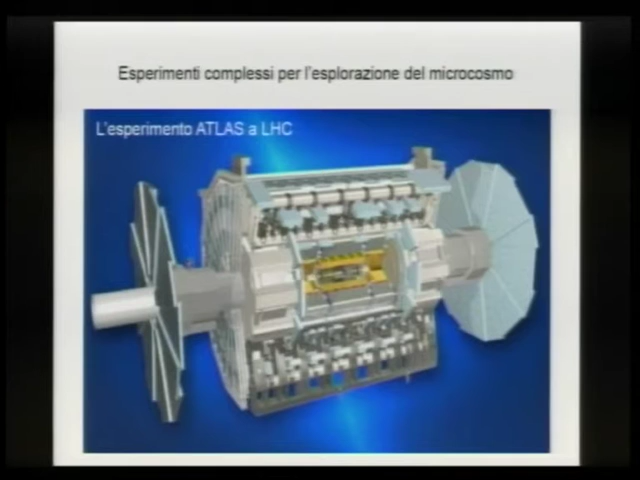 Esperimenti complessi per l'esplorazione del microcosmo
L'esperimento ATLAS a LHC